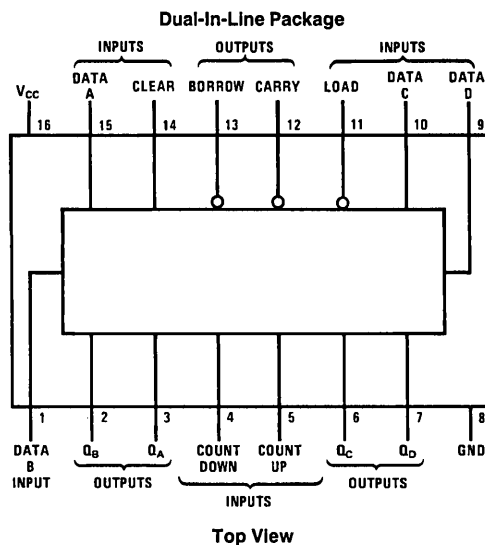 Dual-In-Line Package
INPUTS OUTPUTS INPUTS
DATA A CLEAR BORROW CARRY LOAD DATA C DATA D
VCC
16 15 14 13 12 11 10 9
1 2 3 4 5 6 7 8
DATA B INPUT QB QA COUNT DOWN COUNT UP QC QD GND
OUTPUTS INPUTS OUTPUTS
Top View